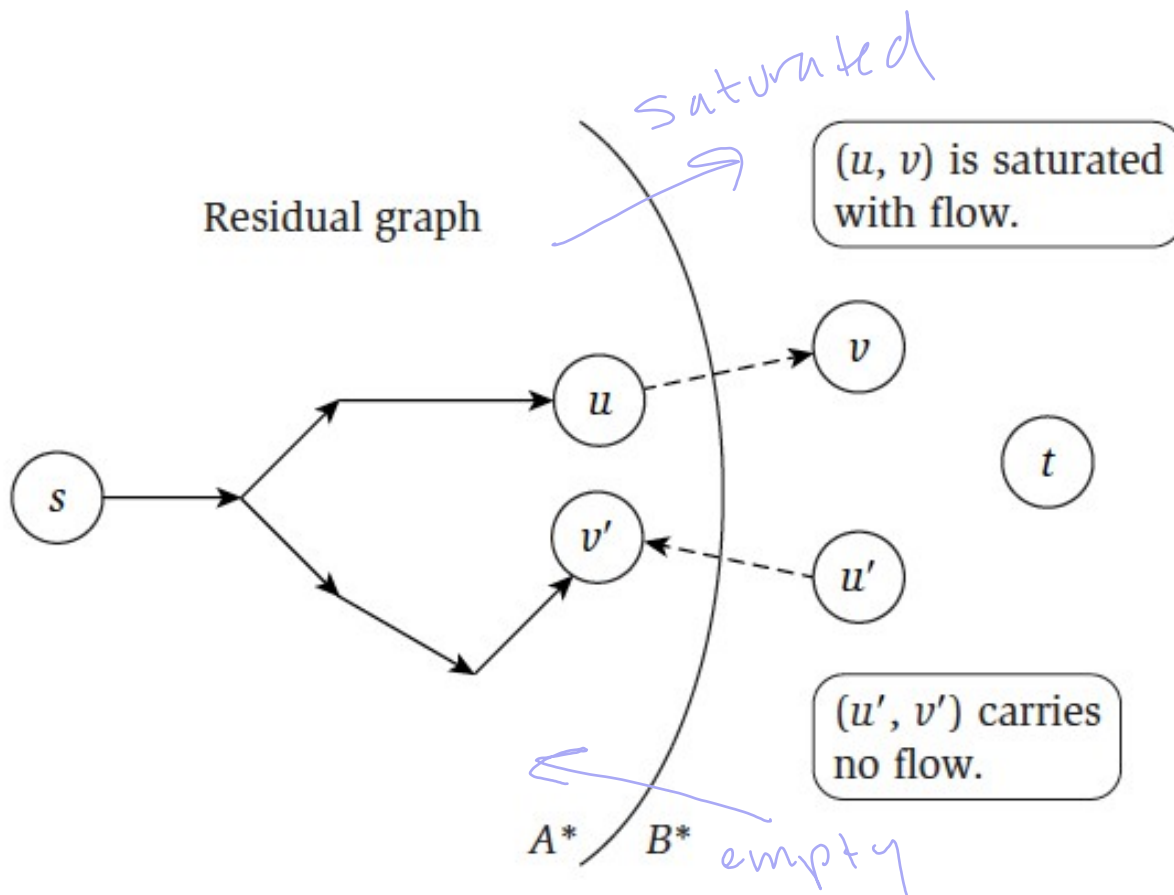 saturated
(u, v) is saturated
with flow.
Residual graph
u
v
s
t
v′
u′
(u′, v′) carries
no flow.
A* B*
empty